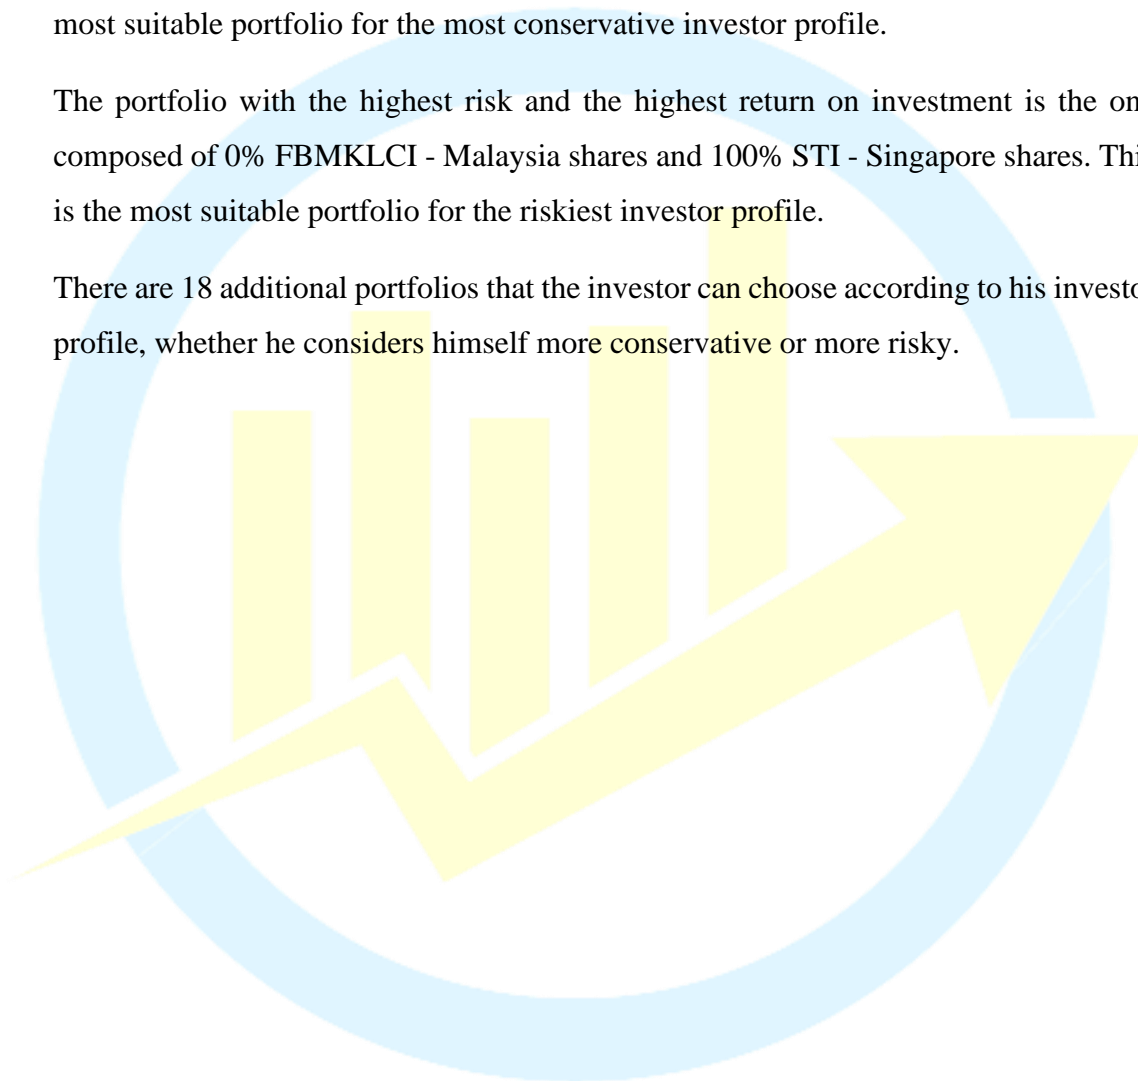 most suitable portfolio for the most conservative investor profile.
The portfolio with the highest risk and the highest return on investment is the on
composed of 0% FBMKLCI - Malaysia shares and 100% STI - Singapore shares. Thi
is the most suitable portfolio for the riskiest investor profile.
There are 18 additional portfolios that the investor can choose according to his investo
profile, whether he considers himself more conservative or more risky.